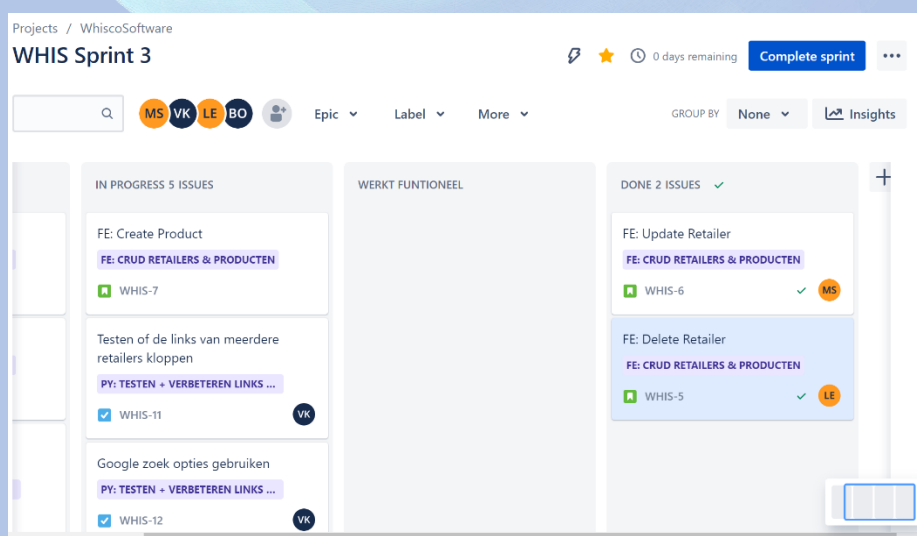 Projects / WhiscoSoftware
WHIS Sprint 3
0 days remaining
Complete sprint
MS VK LE BO
Epic
Label
More
GROUP BY
None
Insights
IN PROGRESS 5 ISSUES
FE: Create Product
FE: CRUD RETAILERS & PRODUCTEN
WHIS-7
Testen of de links van meerdere
retailers kloppen
PY: TESTEN + VERBETEREN LINKS ...
WHIS-11
VK
Google zoek opties gebruiken
PY: TESTEN + VERBETEREN LINKS ...
WHIS-12
VK
WERKT FUNTIONEEL
DONE 2 ISSUES
FE: Update Retailer
FE: CRUD RETAILERS & PRODUCTEN
WHIS-6
MS
FE: Delete Retailer
FE: CRUD RETAILERS & PRODUCTEN
WHIS-5
LE